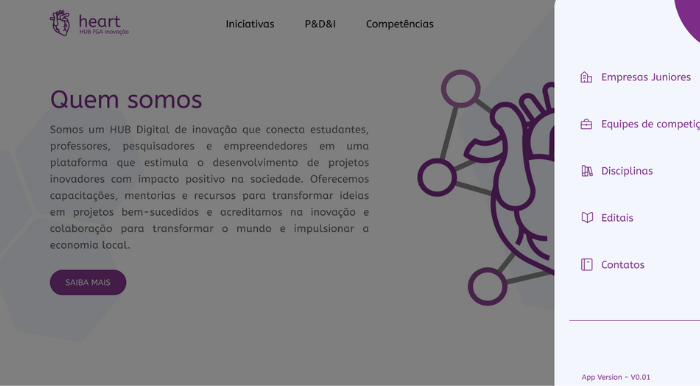 heart
HUB FGA inovação
Iniciativas
P&D&I
Competências
Quem somos
Somos um HUB Digital de inovação que conecta estudantes,
professores, pesquisadores e empreendedores em uma
plataforma que estimula o desenvolvimento de projetos
inovadores com impacto positivo na sociedade. Oferecemos
capacitações, mentorias e recursos para transformar ideias
em projetos bem-sucedidos e acreditamos na inovação e
colaboração para transformar o mundo e impulsionar a
economia local.
SAIBA MAIS
Empresas Juniores
Equipes de competiç
Disciplinas
Editais
Contatos
App Version - V0.01